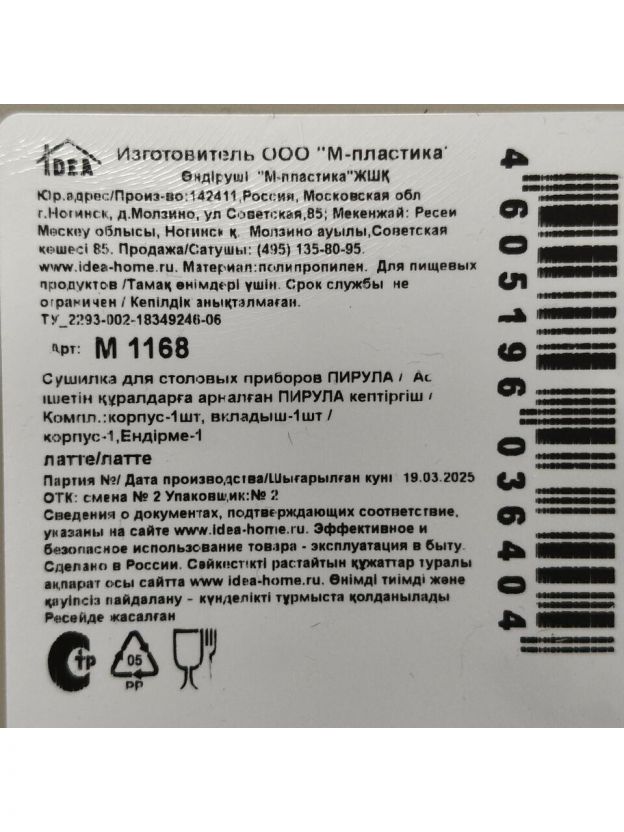 IDEA
Изготовитель ООО "М-пластика"
Өндіруші "М-пластика"ЖШҚ
Юр.адрес/Произ-во:142411,Россия, Московская обл
г.Ногинск, д.Молзино, ул Советская,85; Мекенжай: Ресей
Мескеу облысы, Ногинск қ. Молзино ауылы,Советская
көшесі 85. Продажа/Сатушы: (495) 135-80-95.
www.idea-home.ru. Материал:полипропилен. Для пищевых
продуктов /Тамақ өнімдері үшін. Срок службы не
ограничен / Кепілдік анықталмаған.
ТУ_2293-002-18349246-06
Арт: М 1168
Сушилка для столовых приборов ПИРУЛА / Ас
ішетін құралдарға арналған ПИРУЛА кептіргіш /
Компл.:корпус-1шт, вкладыш-1шт /
корпус-1,Ендірме-1
латте/латте
Партия №/ Дата производства/Шығарылған күні 19.03.2025
ОТК: смена № 2 Упаковщик:№ 2
Сведения о документах, подтверждающих соответствие,
указаны на сайте www.idea-home.ru. Эффективное и
безопасное использование товара - эксплуатация в быту.
Сделано в России. Сәйкестікті растайтын құжаттар туралы
ақпарат осы сайтта www.idea-home.ru. Өнімді тиімді және
қауіпсіз пайдалану - күнделікті тұрмыста қолданылады
Ресейде жасалған
СТР
05
PP
4605196036404